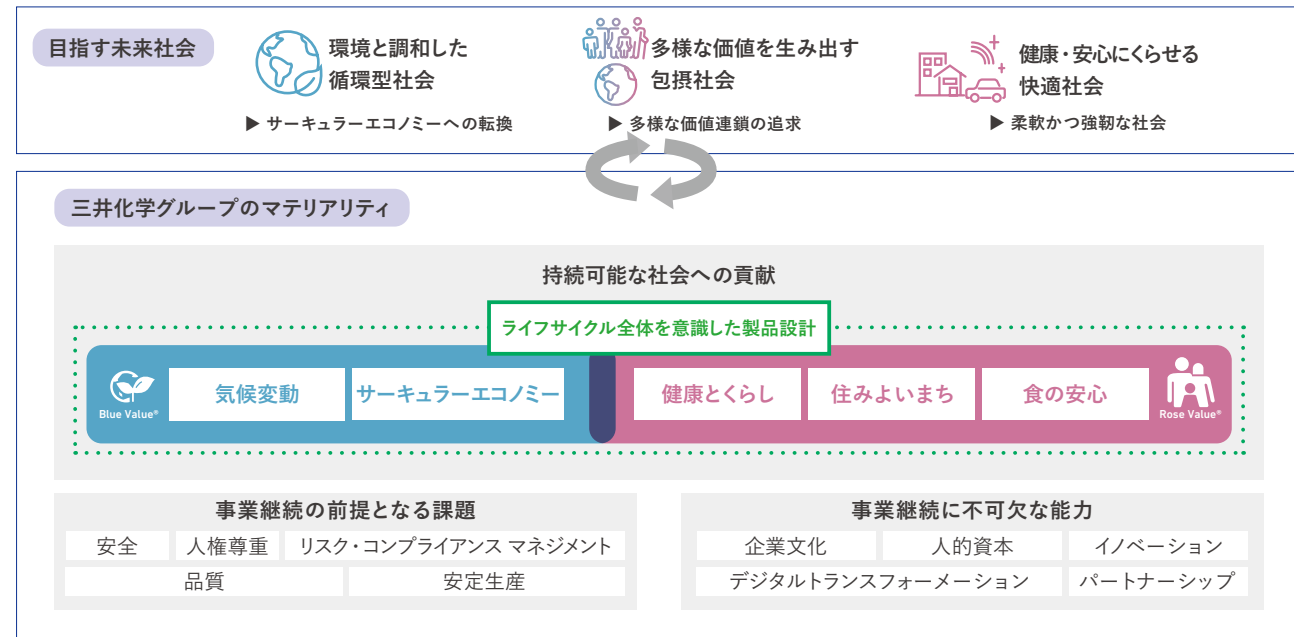 目指す未来社会
環境と調和した
循環型社会
▶ サーキュラーエコノミーへの転換
多様な価値を生み出す
包摂社会
▶ 多様な価値連鎖の追求
健康・安心にくらせる
快適社会
▶ 柔軟かつ強靭な社会
三井化学グループのマテリアリティ
持続可能な社会への貢献
ライフサイクル全体を意識した製品設計
Blue Value®
気候変動
サーキュラーエコノミー
健康とくらし
住みよいまち
食の安心
Rose Value®
事業継続の前提となる課題
安全
人権尊重
リスク・コンプライアンス マネジメント
品質
安定生産
事業継続に不可欠な能力
企業文化
人的資本
イノベーション
デジタルトランスフォーメーション
パートナーシップ